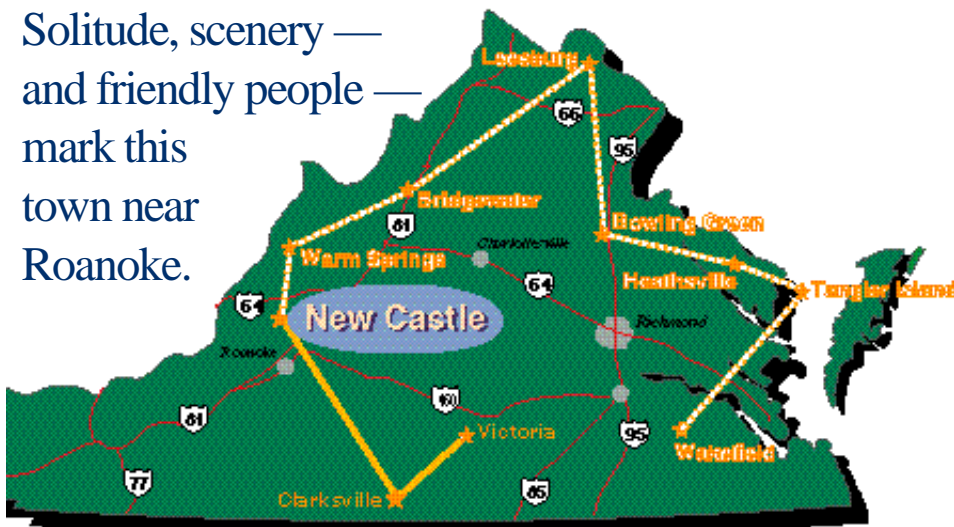 Solitude, scenery —
and friendly people —
mark this
town near
Roanoke.
Leesburg
66
95
Bridgewater
81
Bowling Green
Charlottesville
Warm Springs
Heathsville
64
Tangier Island
64
New Castle
Richmond
Roanoke
460
81
Victoria
95
Wakefield
77
Clarksville
85